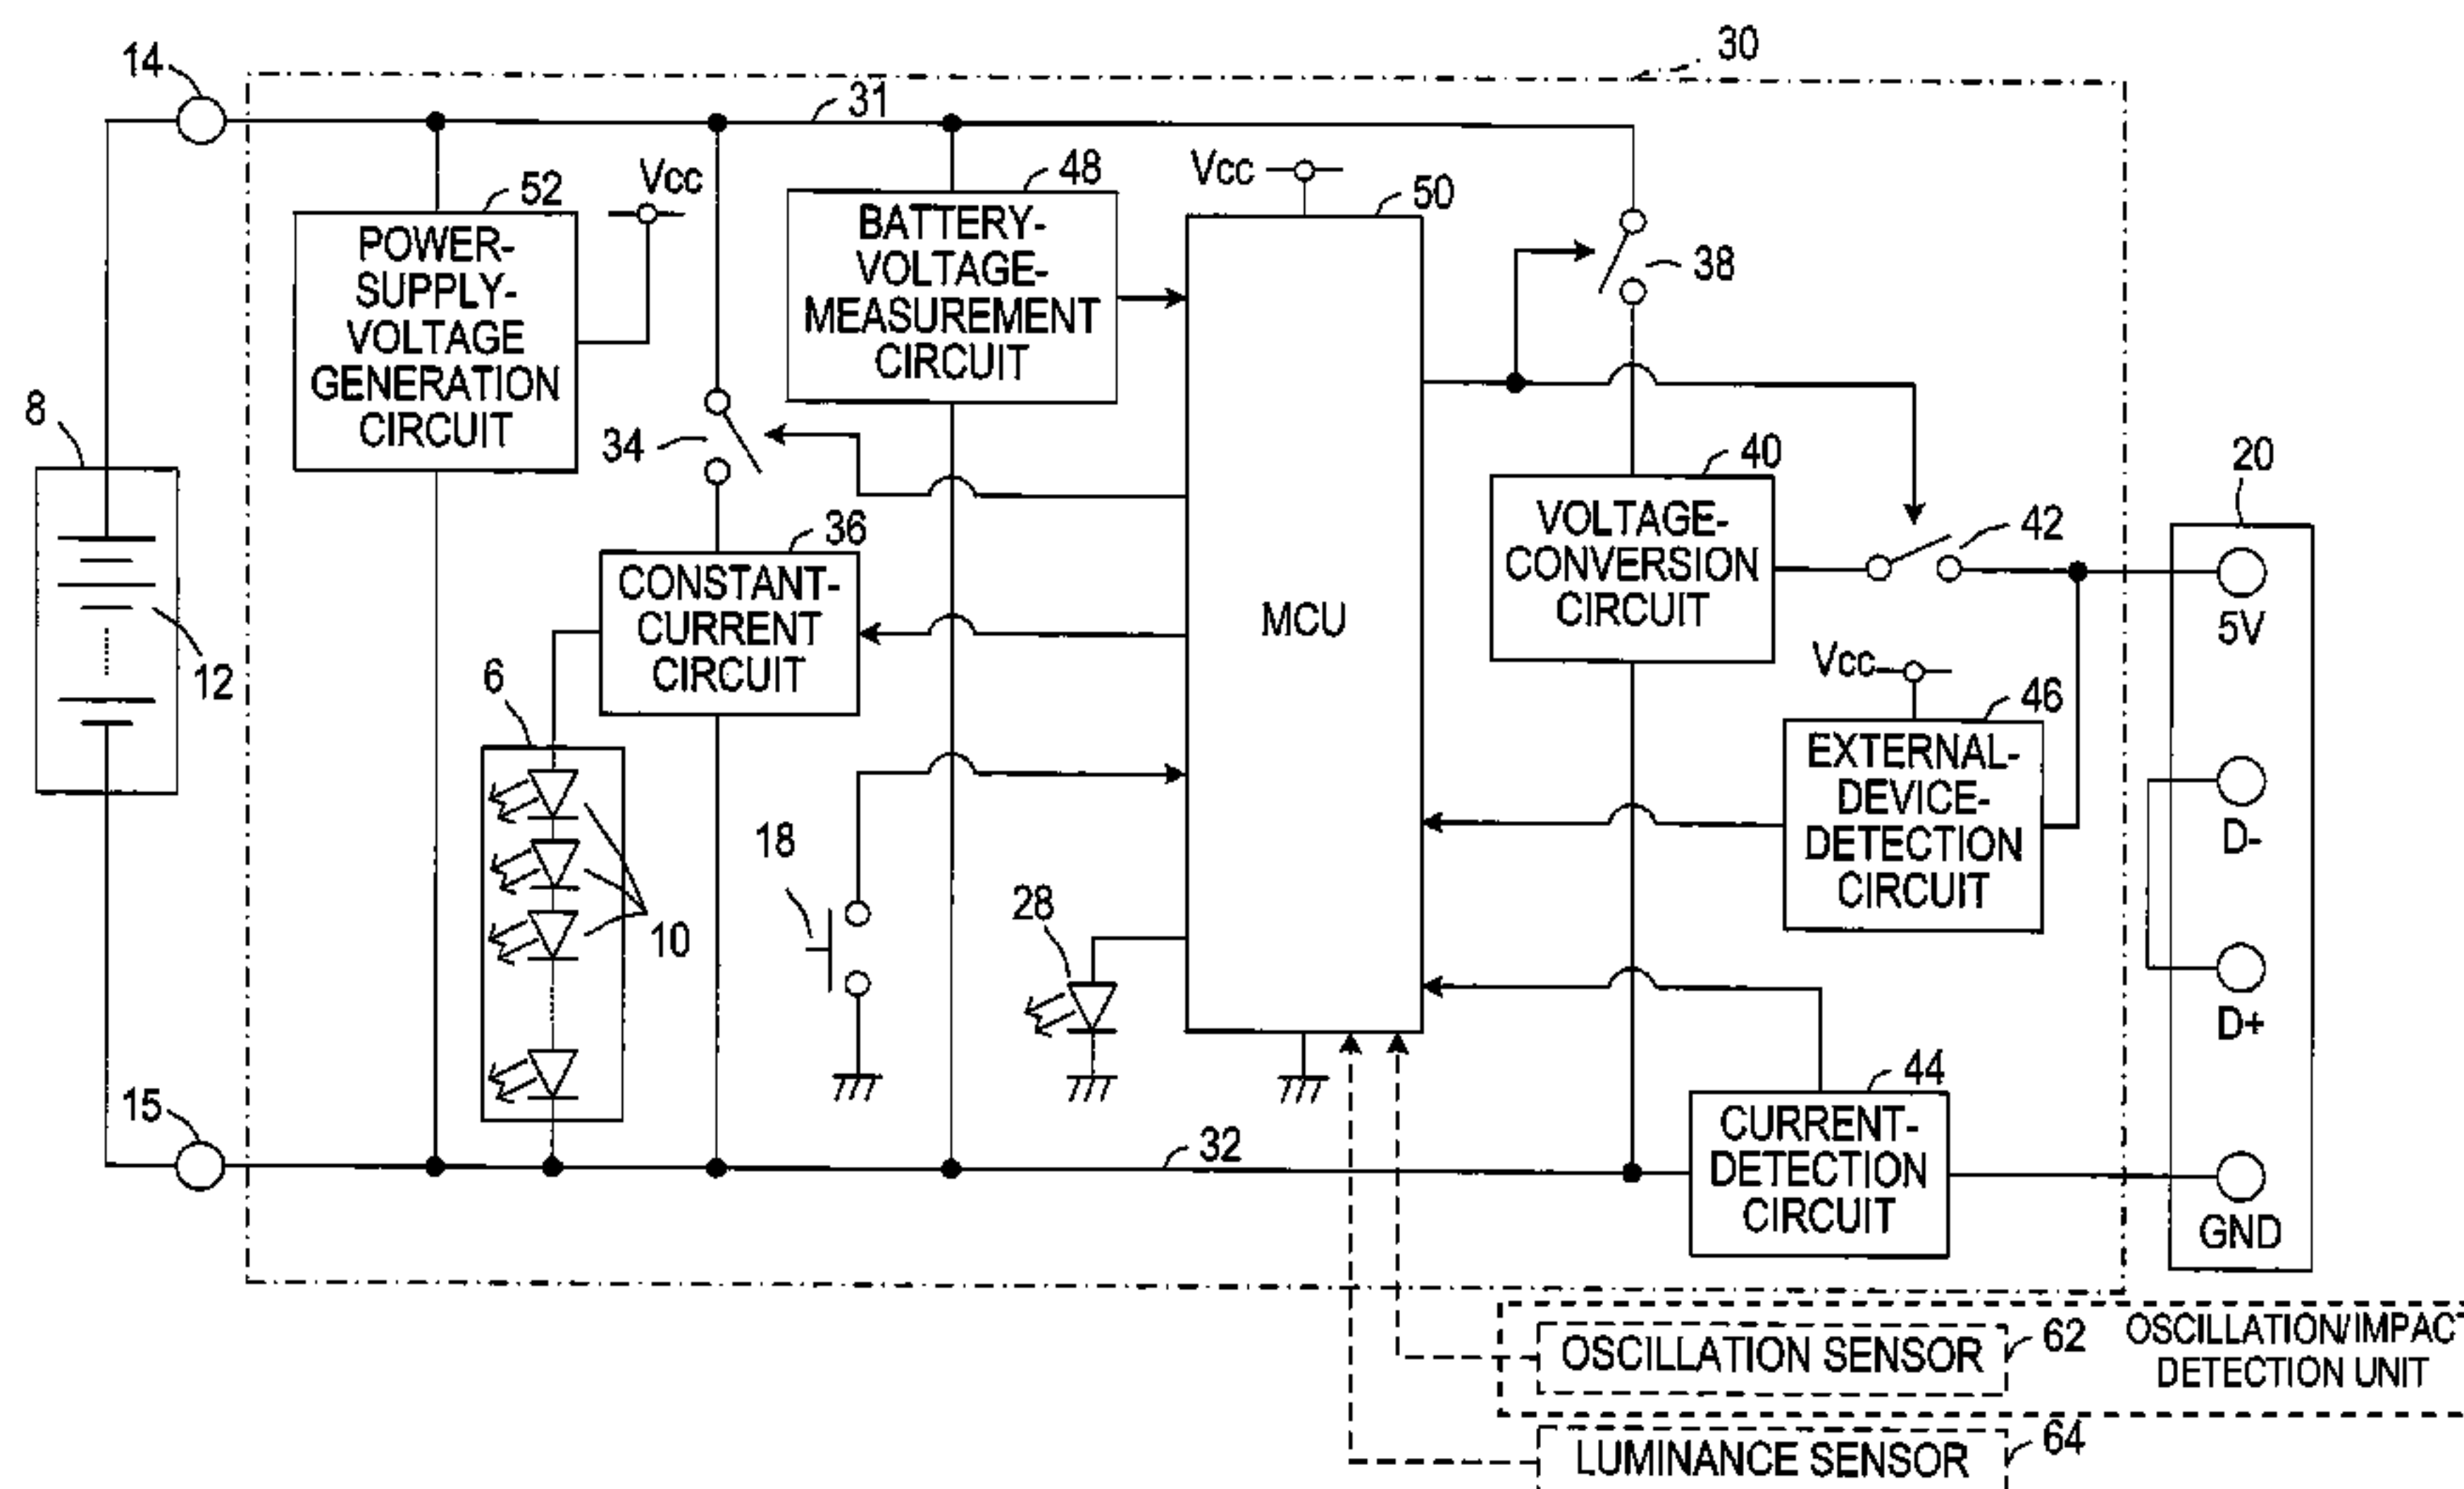 30
14
31
Vcc
52
POWER-
SUPPLY-
VOLTAGE
GENERATION
CIRCUIT
48
BATTERY-
VOLTAGE-
MEASUREMENT
CIRCUIT
Vcc
50
MCU
38
8
12
34
36
CONSTANT-
CURRENT
CIRCUIT
40
VOLTAGE-
CONVERSION
CIRCUIT
42
20
5V
D-
D+
GND
Vcc
46
EXTERNAL-
DEVICE-
DETECTION
CIRCUIT
6
10
18
28
44
CURRENT-
DETECTION
CIRCUIT
15
32
OSCILLATION SENSOR
62
OSCILLATION/IMPACT
DETECTION UNIT
LUMINANCE SENSOR
64